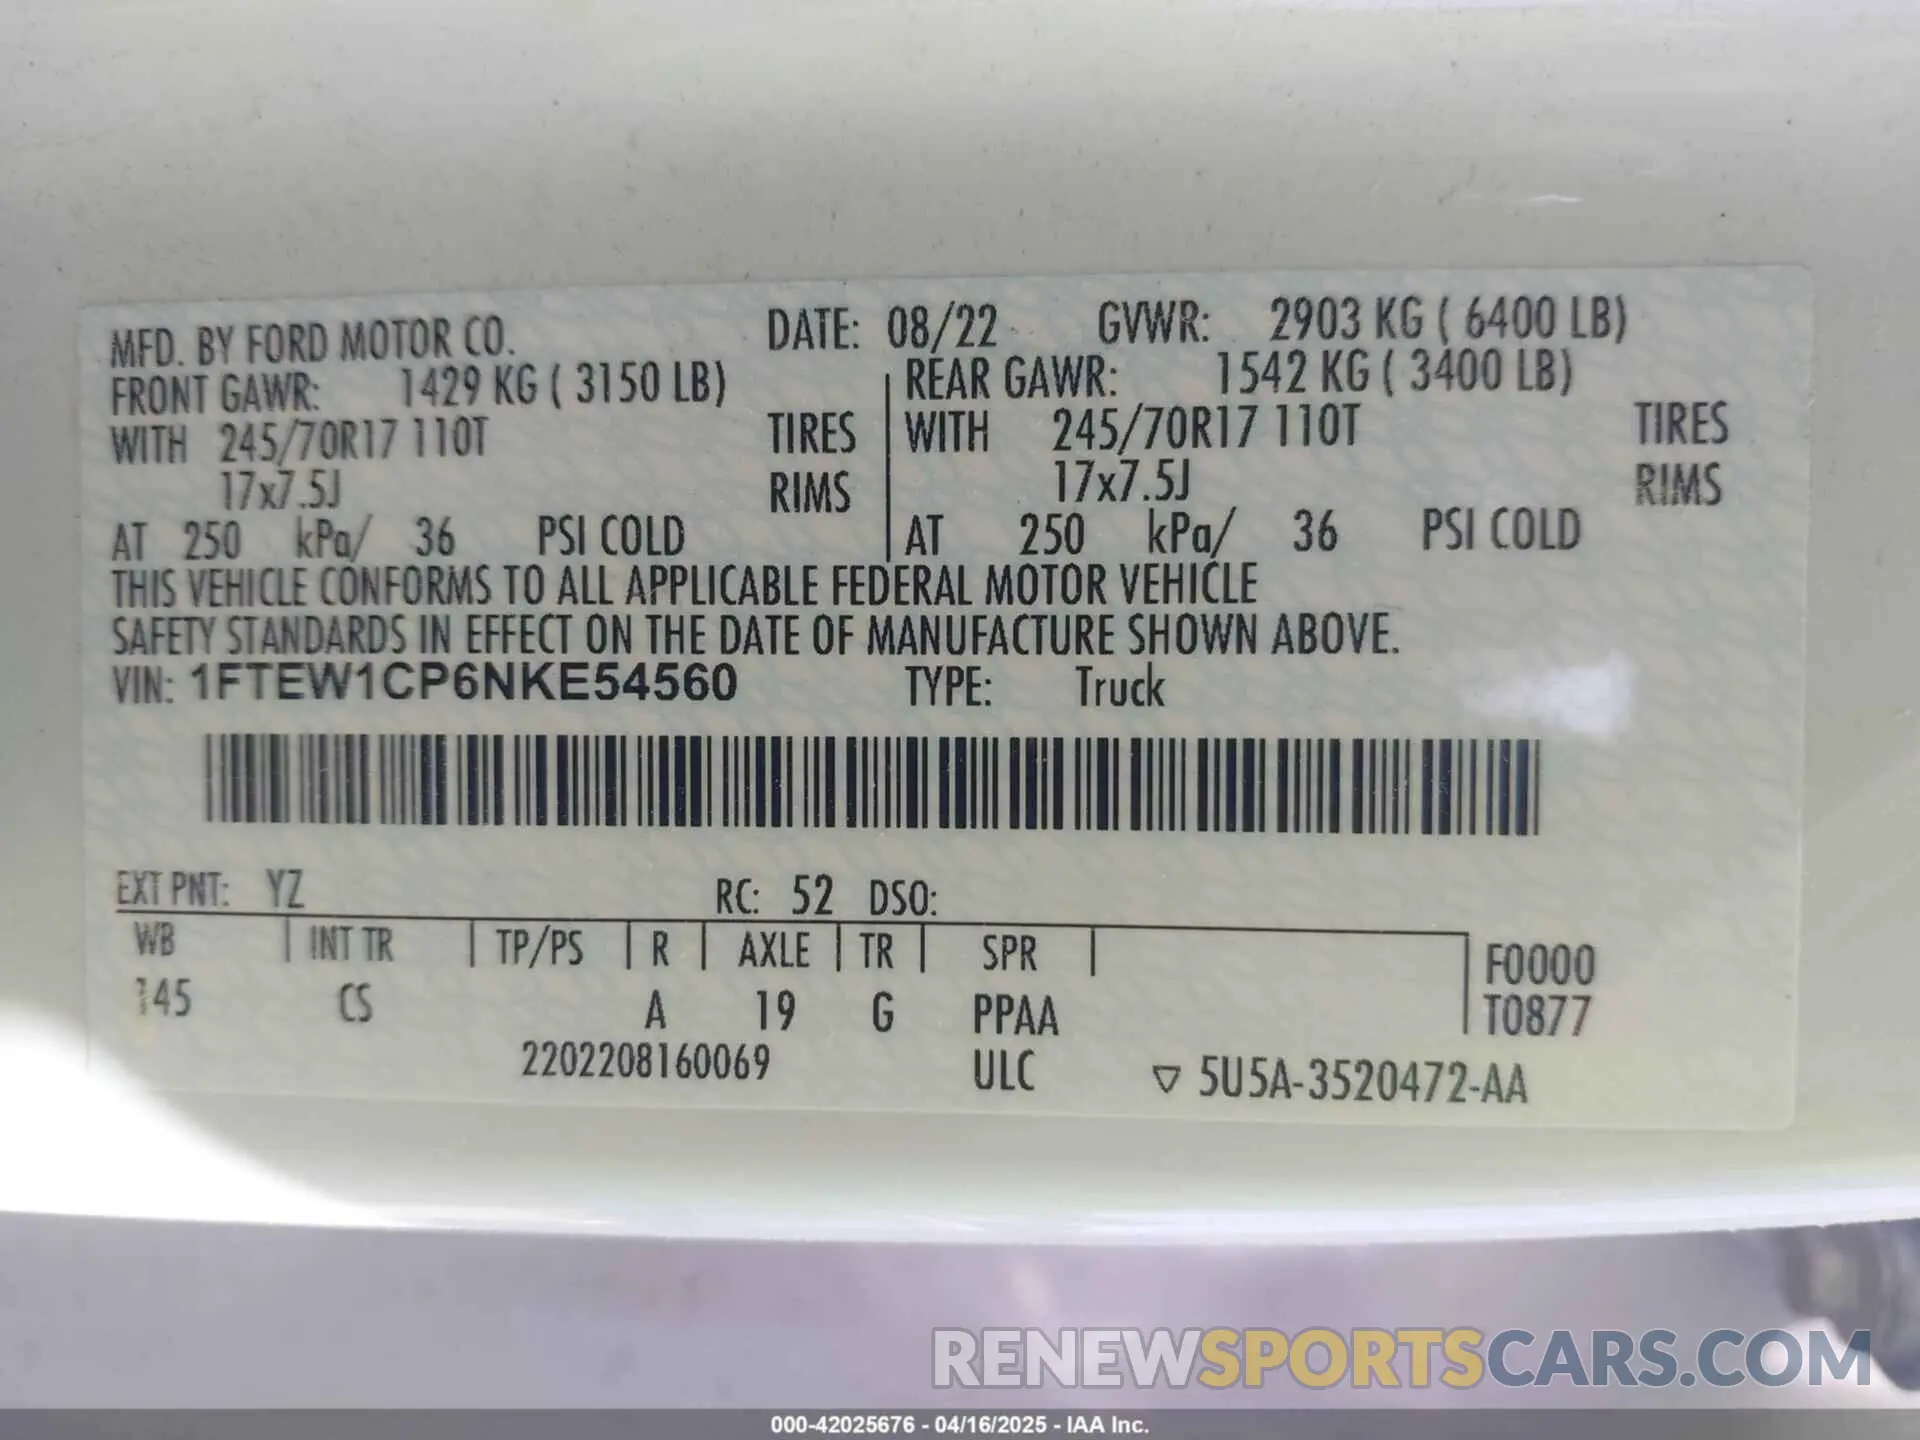 MFD. BY FORD MOTOR CO. DATE: 08/22 GVWR: 2903 KG ( 6400 LB)
FRONT GAWR: 1429 KG ( 3150 LB) REAR GAWR: 1542 KG ( 3400 LB)
WITH 245/70R17 110T TIRES WITH 245/70R17 110T TIRES
17x7.5J RIMS 17x7.5J RIMS
AT 250 kPa/ 36 PSI COLD AT 250 kPa/ 36 PSI COLD
THIS VEHICLE CONFORMS TO ALL APPLICABLE FEDERAL MOTOR VEHICLE
SAFETY STANDARDS IN EFFECT ON THE DATE OF MANUFACTURE SHOWN ABOVE.
VIN: 1FTEW1CP6NKE54560 TYPE: Truck
EXT PNT: YZ RC: 52 DSO:
WB INT TR TP/PS R AXLE TR SPR F0000
145 CS A 19 G PPAA T0877
2202208160069 ULC ▽ 5U5A-3520472-AA
RENEWSPORTSCARS.COM
000-42025676 - 04/16/2025 - IAA Inc.